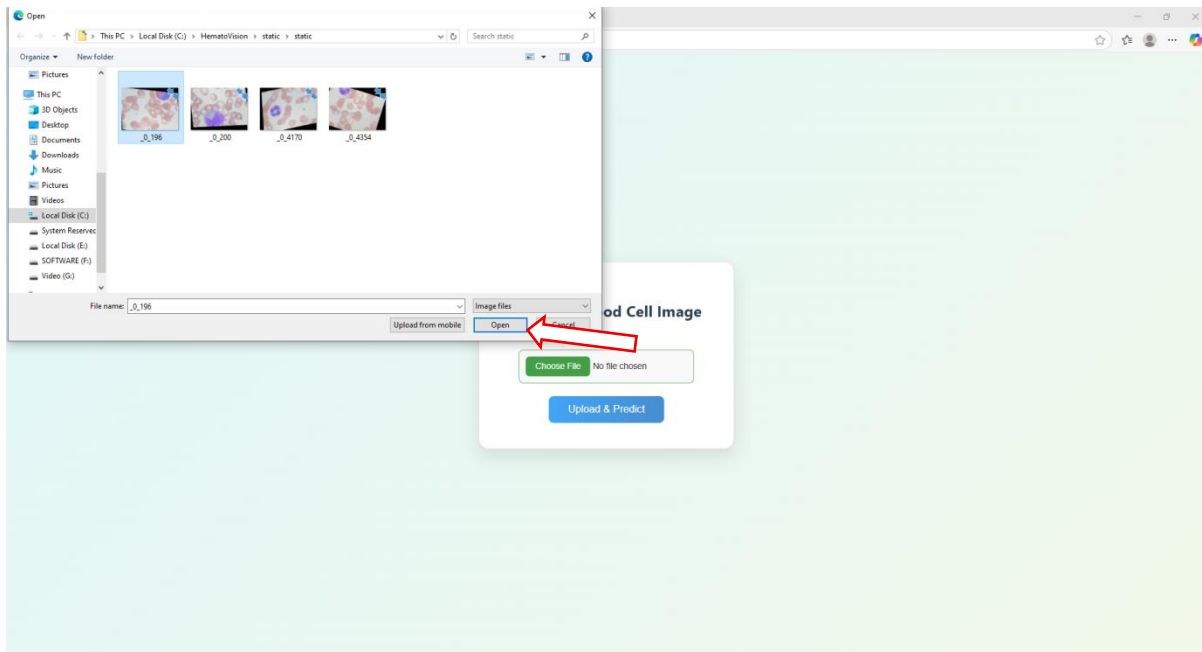 Open
This PC > Local Disk (C:) > HematoVision > static > static
Search static
Organize
New folder
Pictures
This PC
3D Objects
Desktop
Documents
Downloads
Music
Pictures
Videos
Local Disk (C:)
System Reserved
Local Disk (E:)
SOFTWARE (F:)
Video (G:)
_0_196
_0_200
_0_4170
_0_4354
File name:
_0_196
Image files
Upload from mobile
Open
Cancel
od Cell Image
Choose File No file chosen
Upload & Predict